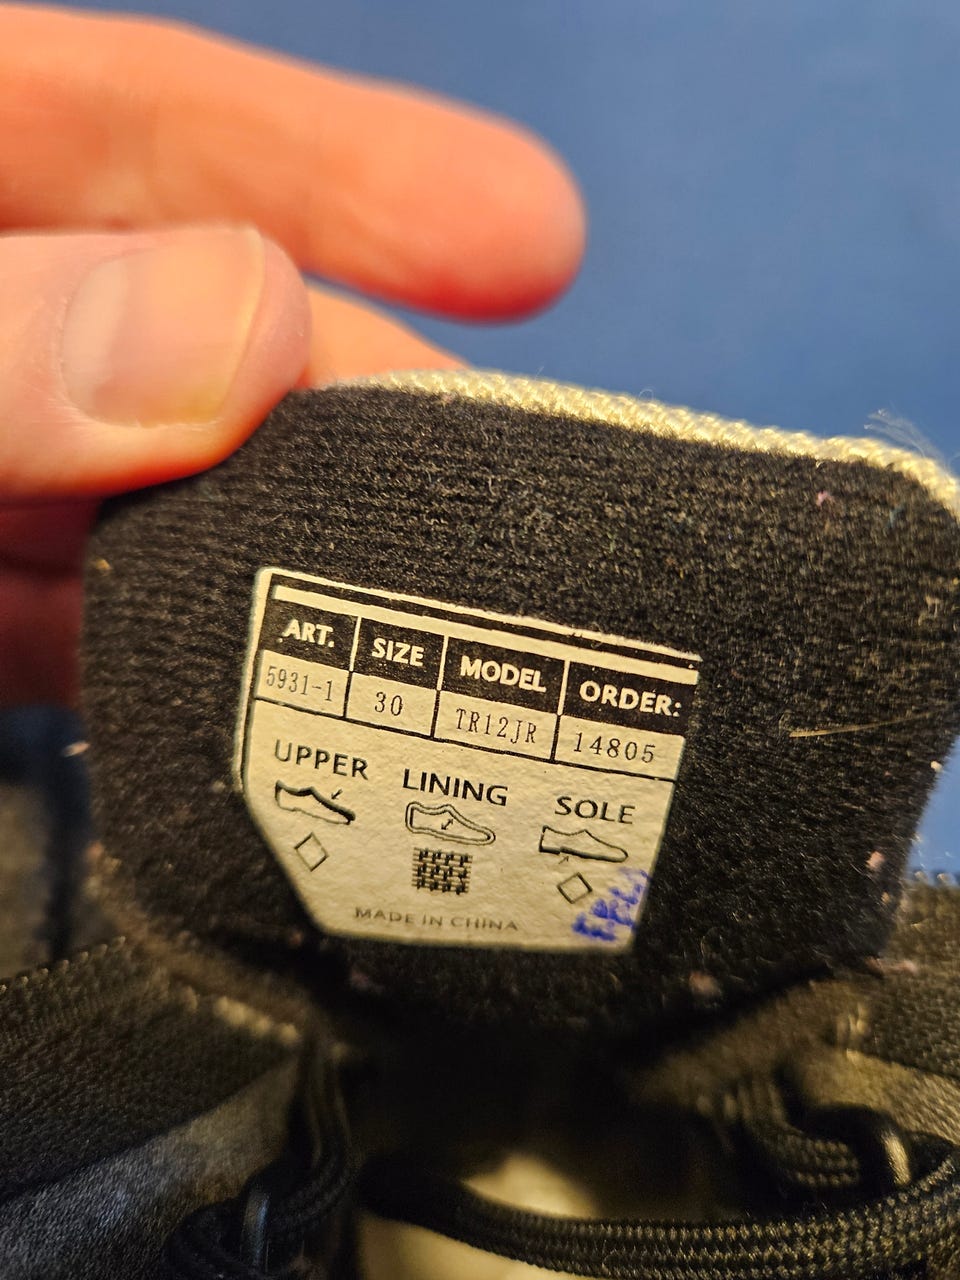 ART. SIZE MODEL ORDER:
5931-1 30 TR12JR 14805
UPPER LINING SOLE
MADE IN CHINA